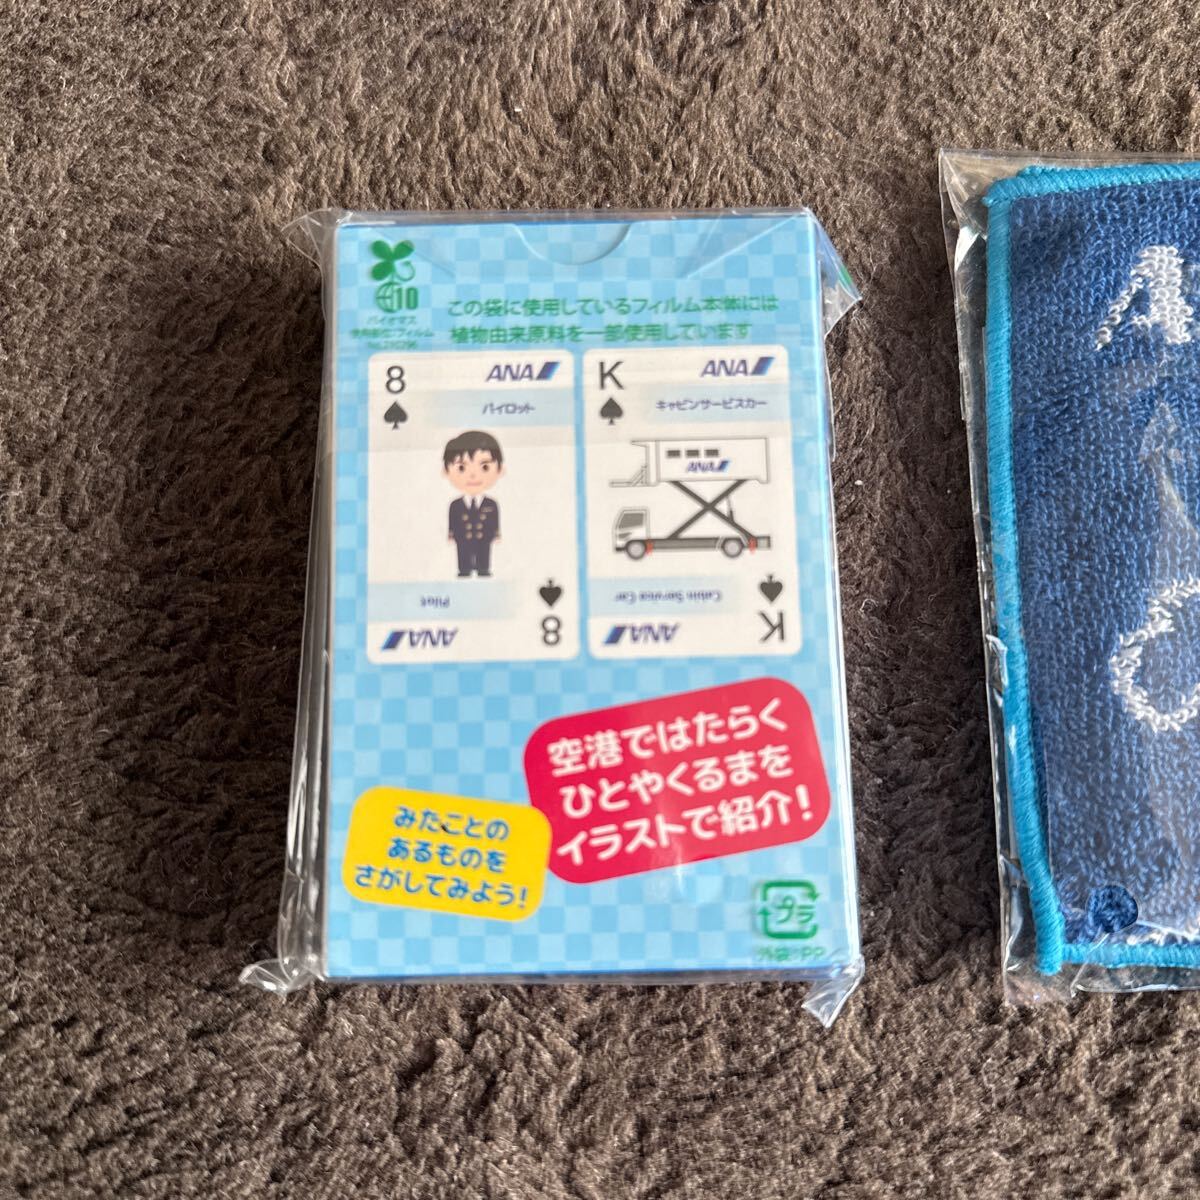 10
バイオマス
この袋に使用しているフィルム本体には
植物由来原料を一部使用しています
8
ANA
パイロット
Pilot
ANA
8
K
ANA
キャビンサービスカー
ANA
Cabin Service Car
ANA
K
空港ではたらく
ひとやくるまを
イラストで紹介!
みたことの
あるものを
さがしてみよう!
プラ
外袋:PP
A